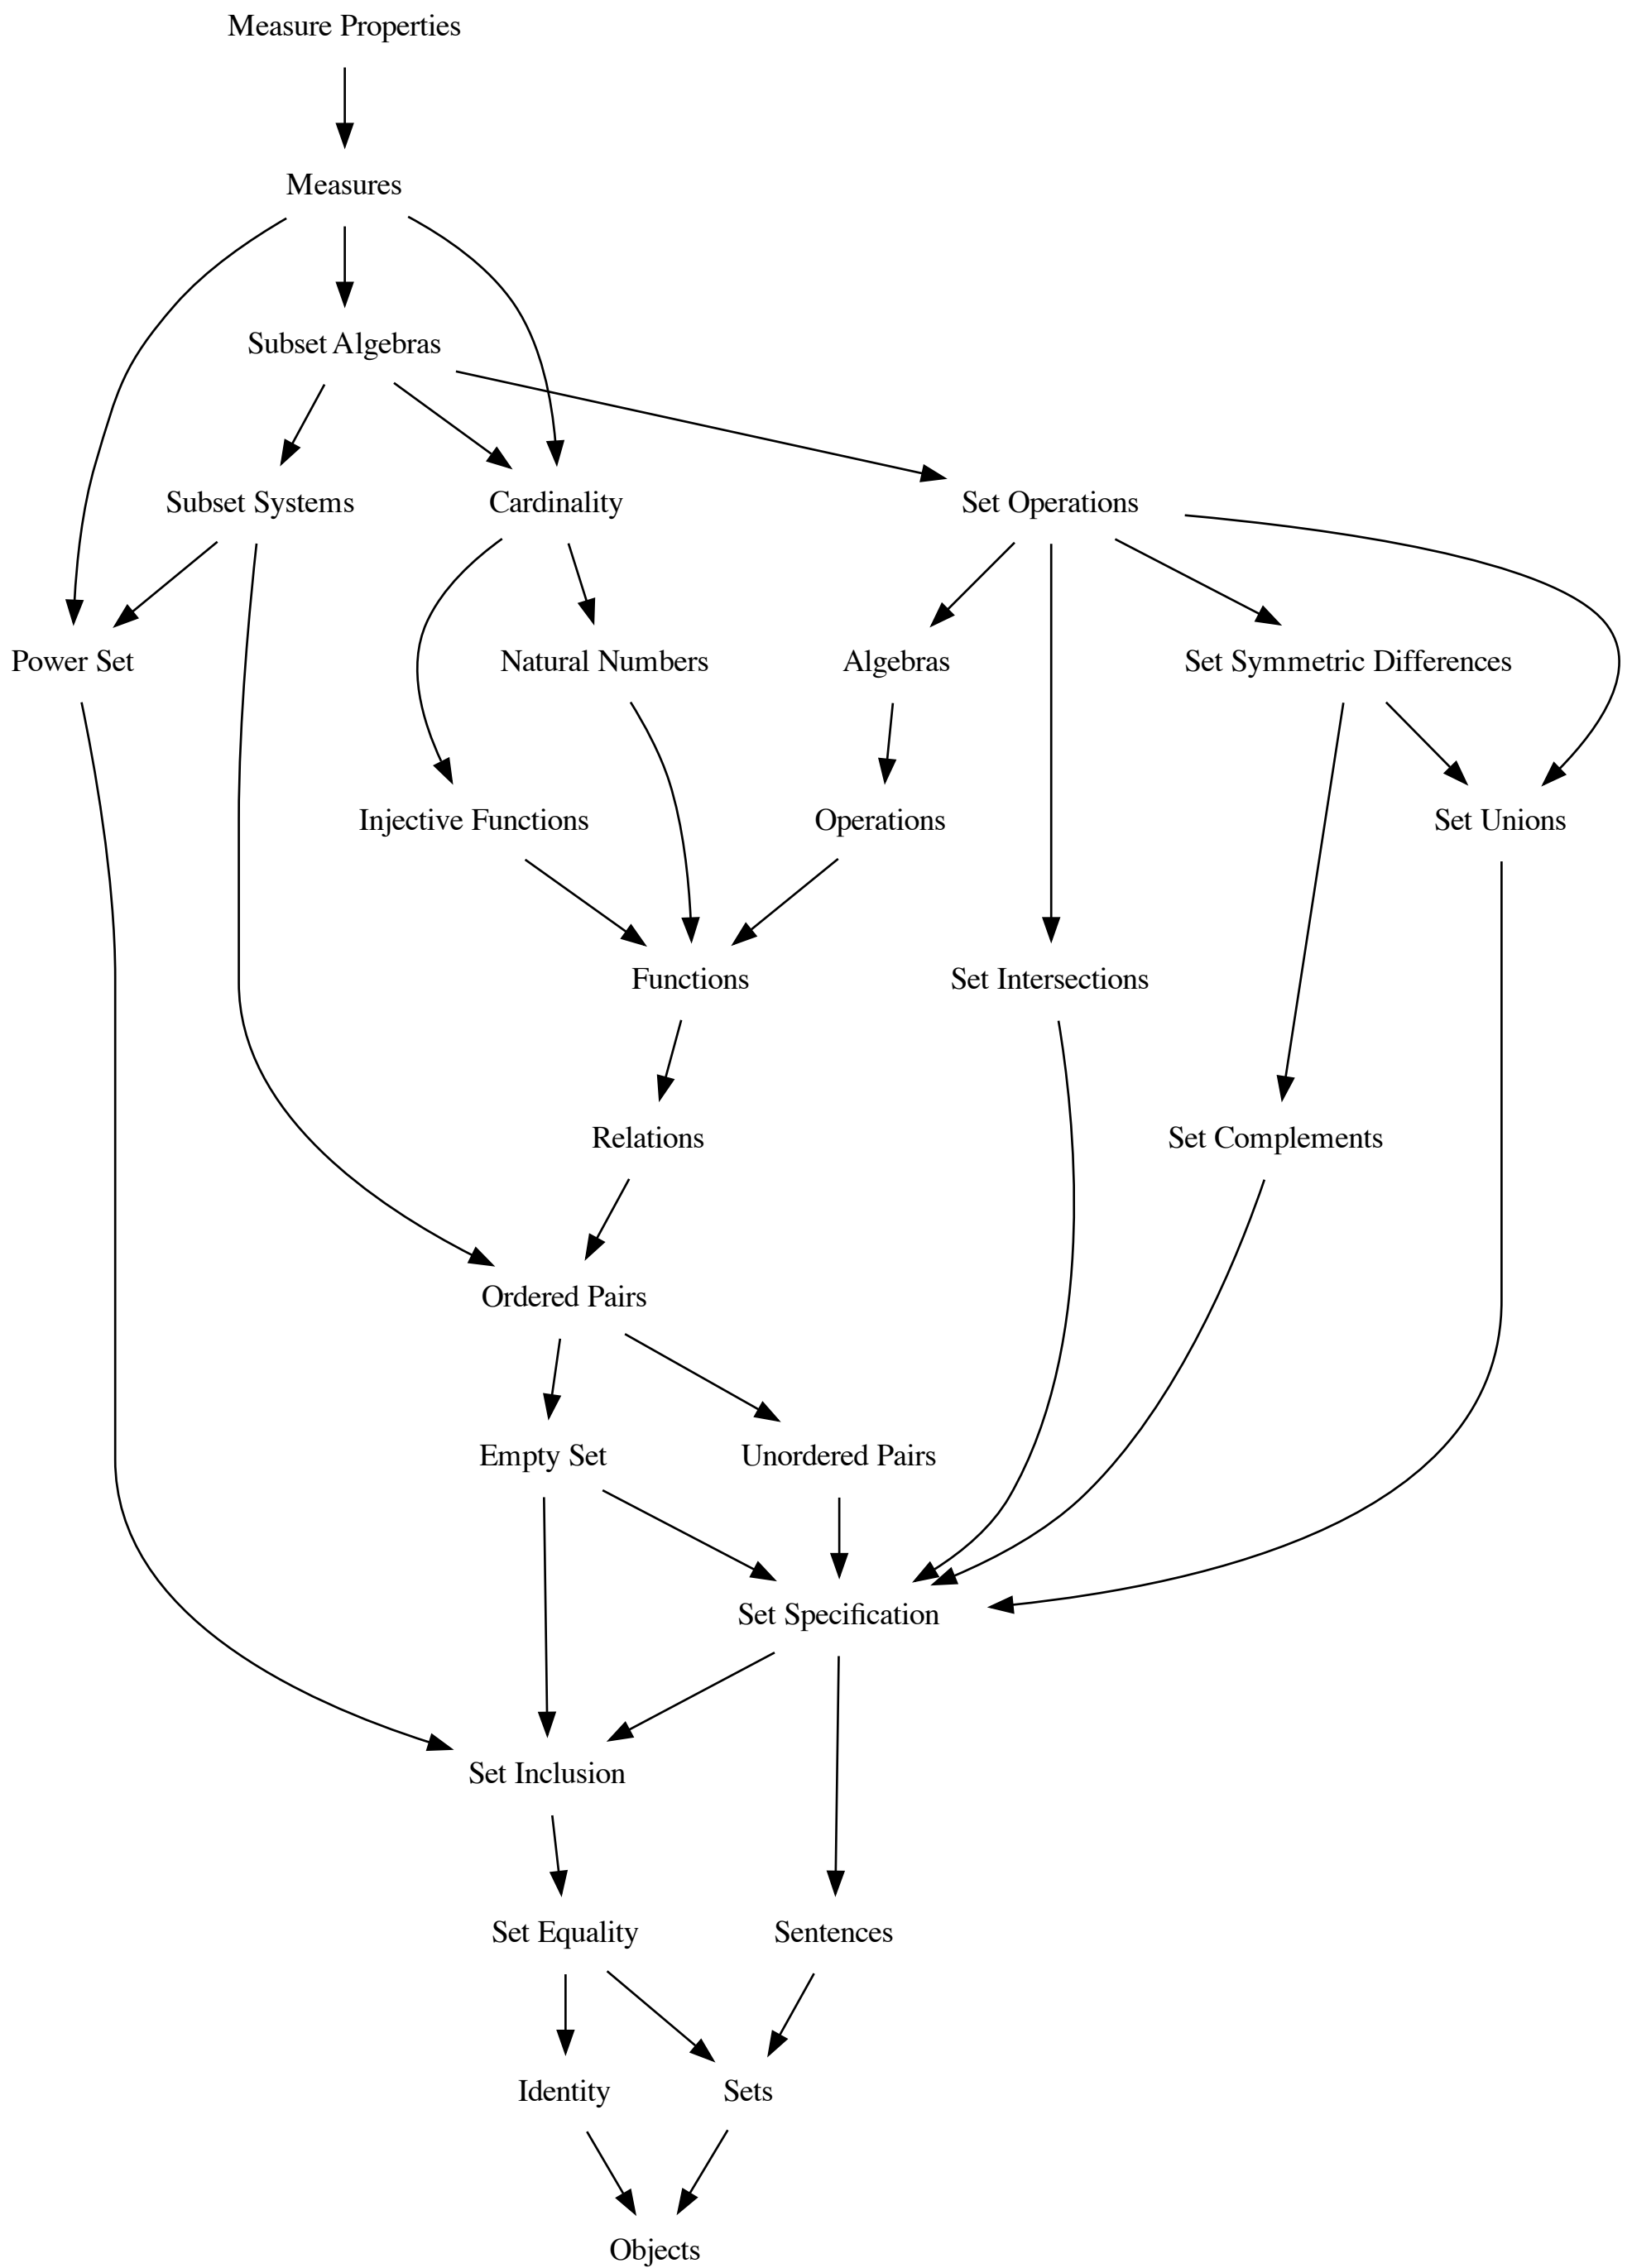 Measure Properties
Measures
Subset Algebras
Subset Systems
Cardinality
Set Operations
Power Set
Natural Numbers
Algebras
Set Symmetric Differences
Injective Functions
Operations
Set Unions
Functions
Set Intersections
Relations
Set Complements
Ordered Pairs
Empty Set
Unordered Pairs
Set Specification
Set Inclusion
Set Equality
Sentences
Identity
Sets
Objects